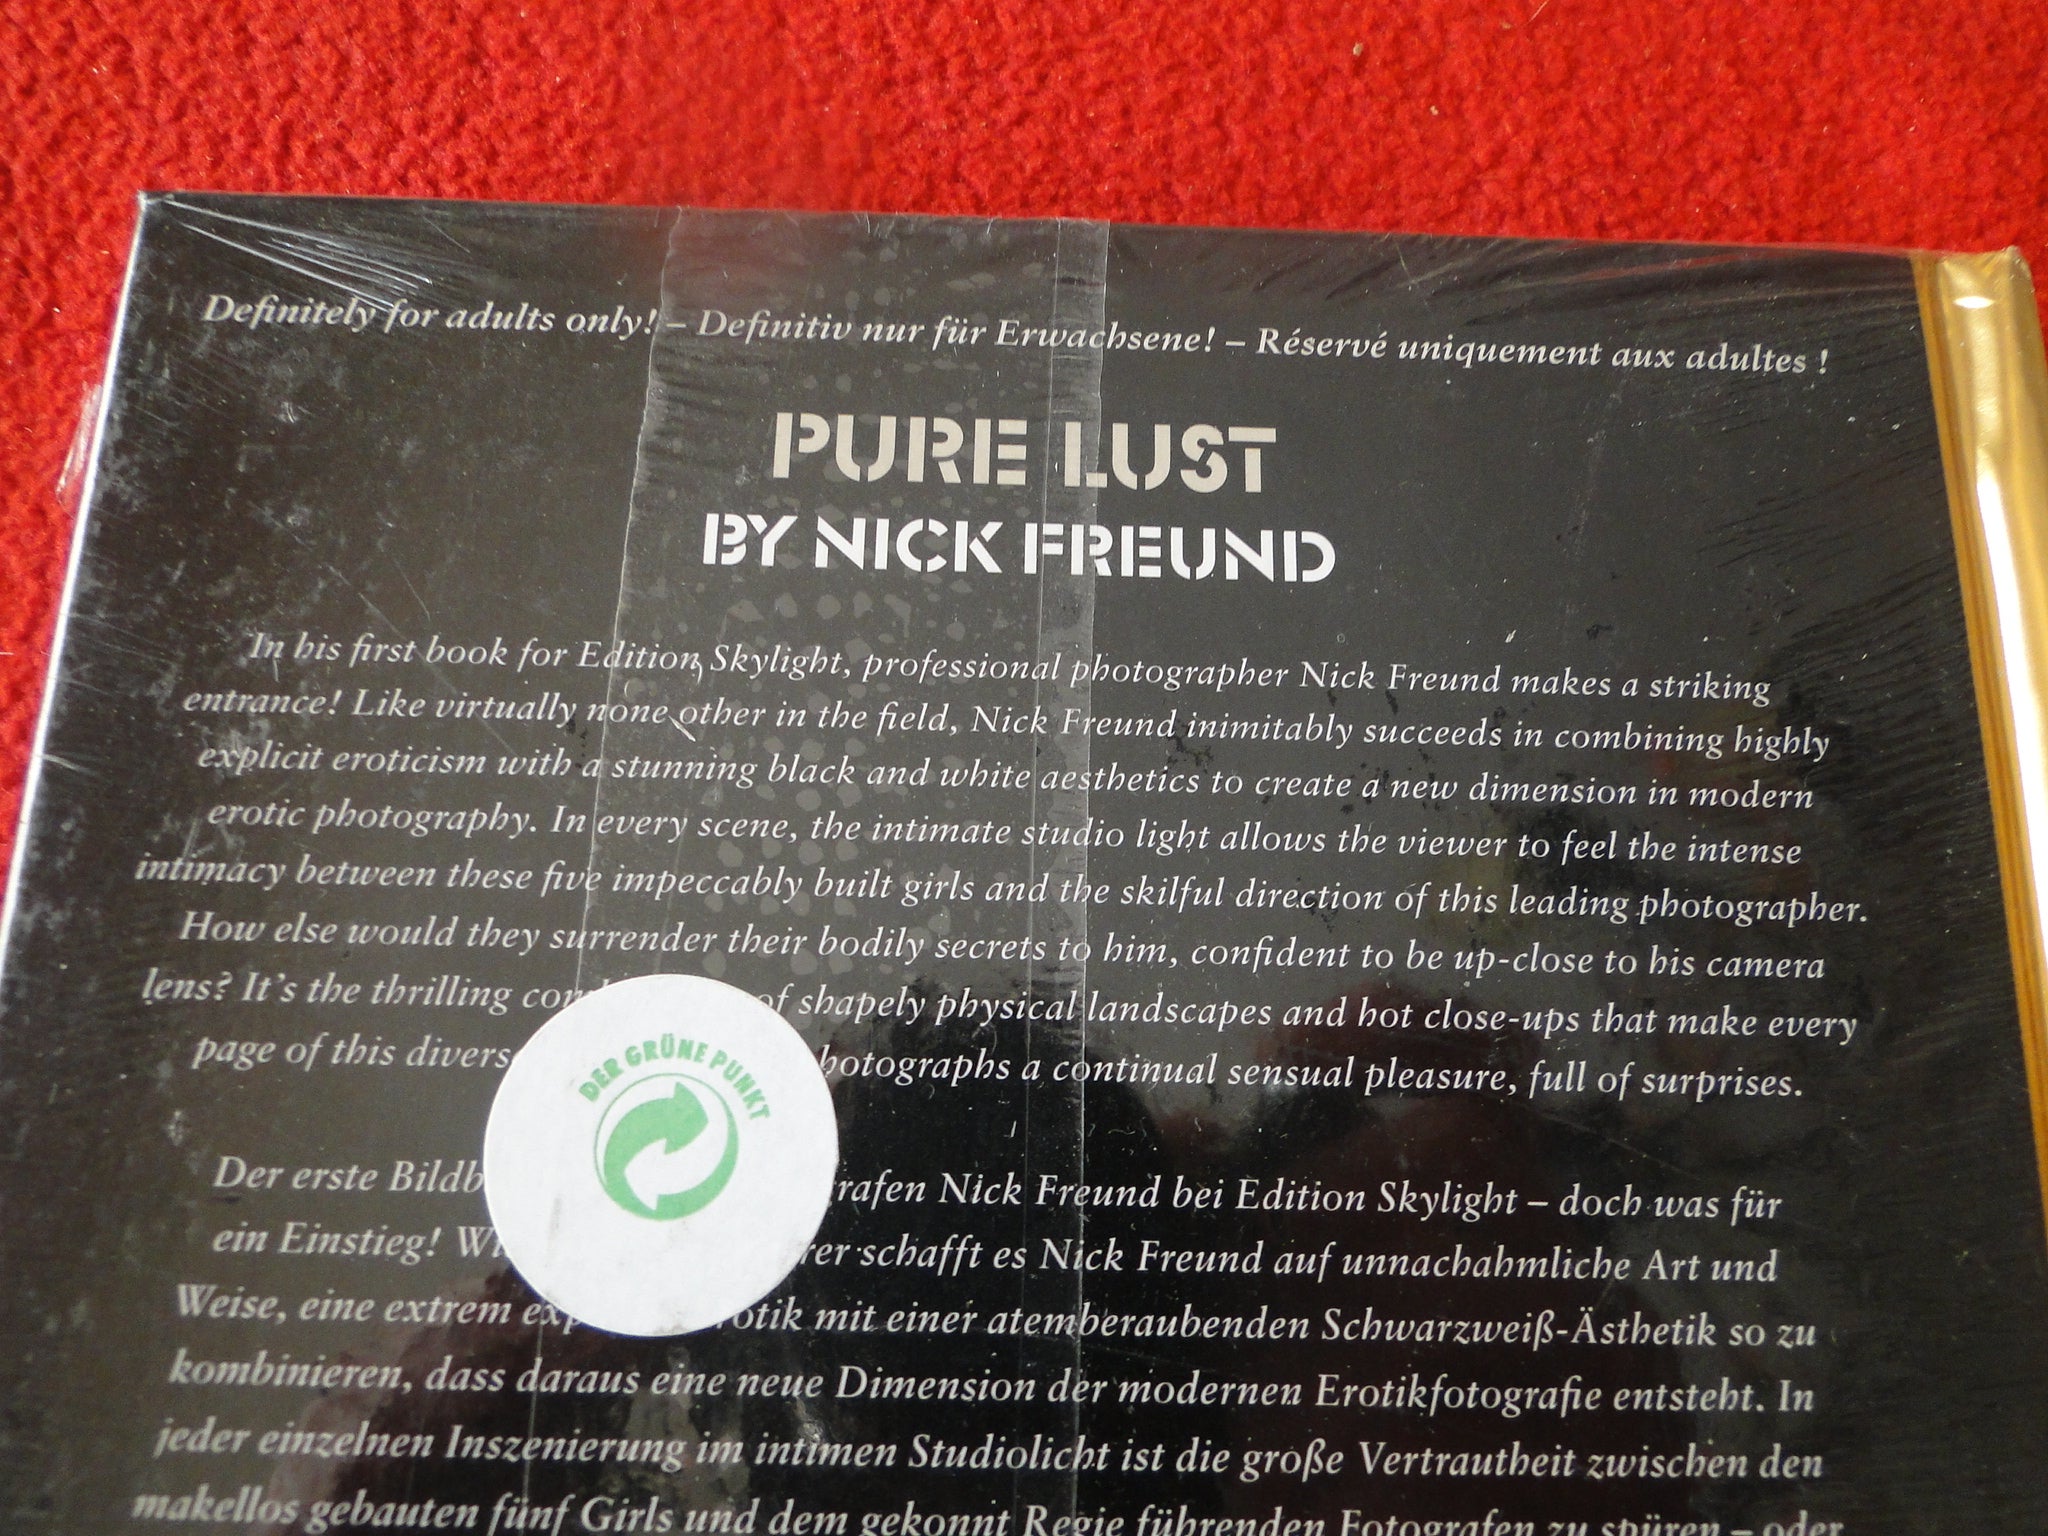 Definitely for adults only! – Definitiv nur für Erwachsene! – Réservé uniquement aux adultes !
PURE LUST
BY NICK FREUND
In his first book for Edition Skylight, professional photographer Nick Freund makes a striking
entrance! Like virtually none other in the field, Nick Freund inimitably succeeds in combining highly
explicit eroticism with a stunning black and white aesthetics to create a new dimension in modern
erotic photography. In every scene, the intimate studio light allows the viewer to feel the intense
intimacy between these five impeccably built girls and the skilful direction of this leading photographer.
How else would they surrender their bodily secrets to him, confident to be up-close to his camera
lens? It's the thrilling of shapely physical landscapes and hot close-ups that make every
page of this hotographs a continual sensual pleasure, full of surprises.
DER GRÜNE PUNKT
Der erste grafen Nick Freund bei Edition Skylight – doch was für
ein Einstieg! rer schafft es Nick Freund auf unnachahmliche Art und
Weise, eine extrem otik mit einer atemberaubenden Schwarzweiß-Ästhetik so zu
kombinieren, dass daraus eine neue Dimension der modernen Erotikfotografie entsteht. In
jeder einzelnen Inszenierung im intimen Studiolicht ist die große Vertrautheit zwischen den
makellos gebauten fünf Girls und dem gekonnt Regie führenden Fotografen zu spüren – oder